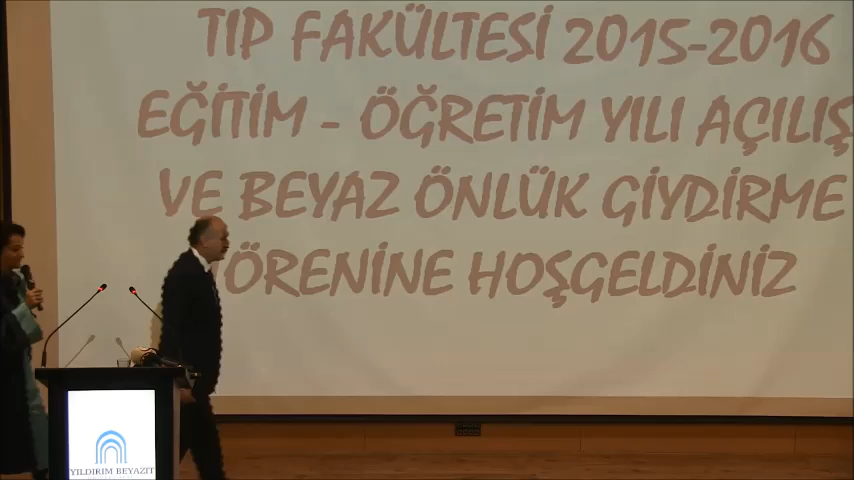 TIP FAKÜLTESİ 2015-2016
EĞİTİM - ÖĞRETİM YILI AÇILIŞ
VE BEYAZ ÖNLÜK GİYDİRME
ÖRENİNE HOŞGELDİNİZ
YILDIRIM BEYAZIT